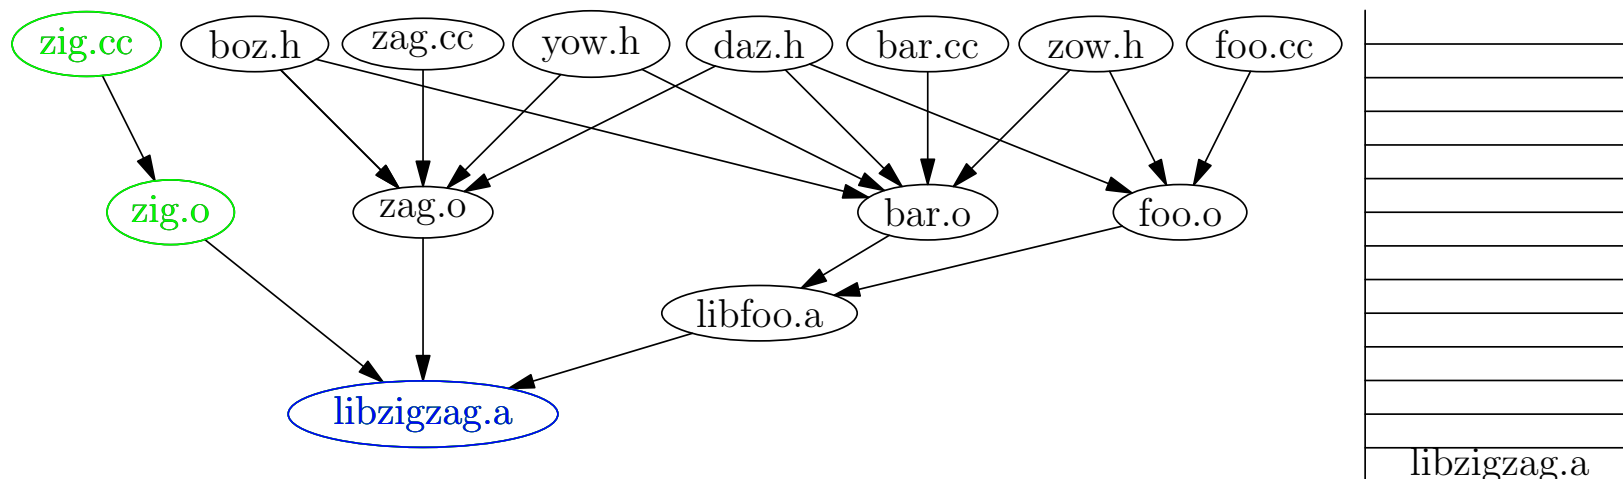 zig.cc boz.h zag.cc yow.h daz.h bar.cc zow.h foo.cc
zig.o zag.o bar.o foo.o
libfoo.a
libzigzag.a
libzigzag.a